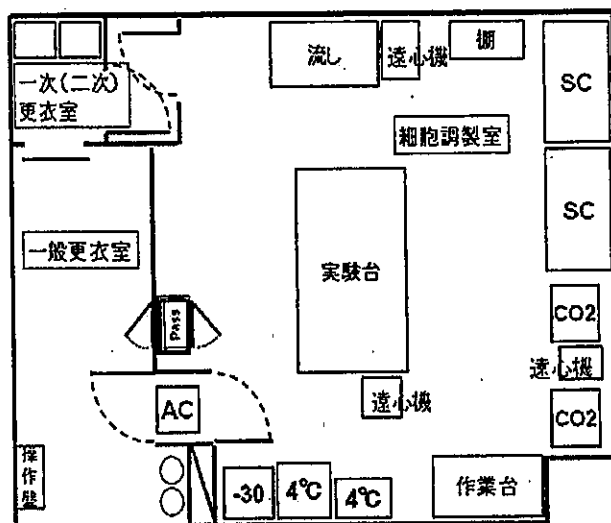 流し
遠心機
棚
SC
一次(二次)
更衣室
細胞調製室
SC
一般更衣室
実験台
Pass
CO2
遠心機
AC
遠心機
CO2
操作盤
-30
4℃
4℃
作業台